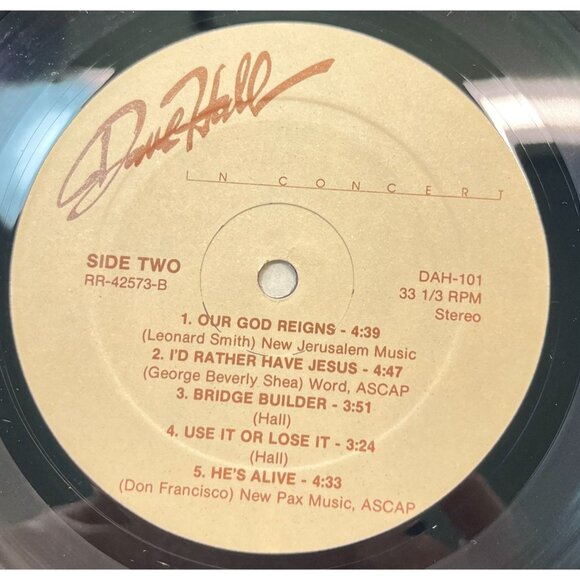 Dave Hall
IN CONCERT
SIDE TWO
RR-42573-B
DAH-101
33 1/3 RPM
Stereo
1. OUR GOD REIGNS - 4:39
(Leonard Smith) New Jerusalem Music
2. I'D RATHER HAVE JESUS - 4:47
(George Beverly Shea) Word, ASCAP
3. BRIDGE BUILDER - 3:51
(Hall)
4. USE IT OR LOSE IT - 3:24
(Hall)
5. HE'S ALIVE - 4:33
(Don Francisco) New Pax Music, ASCAP